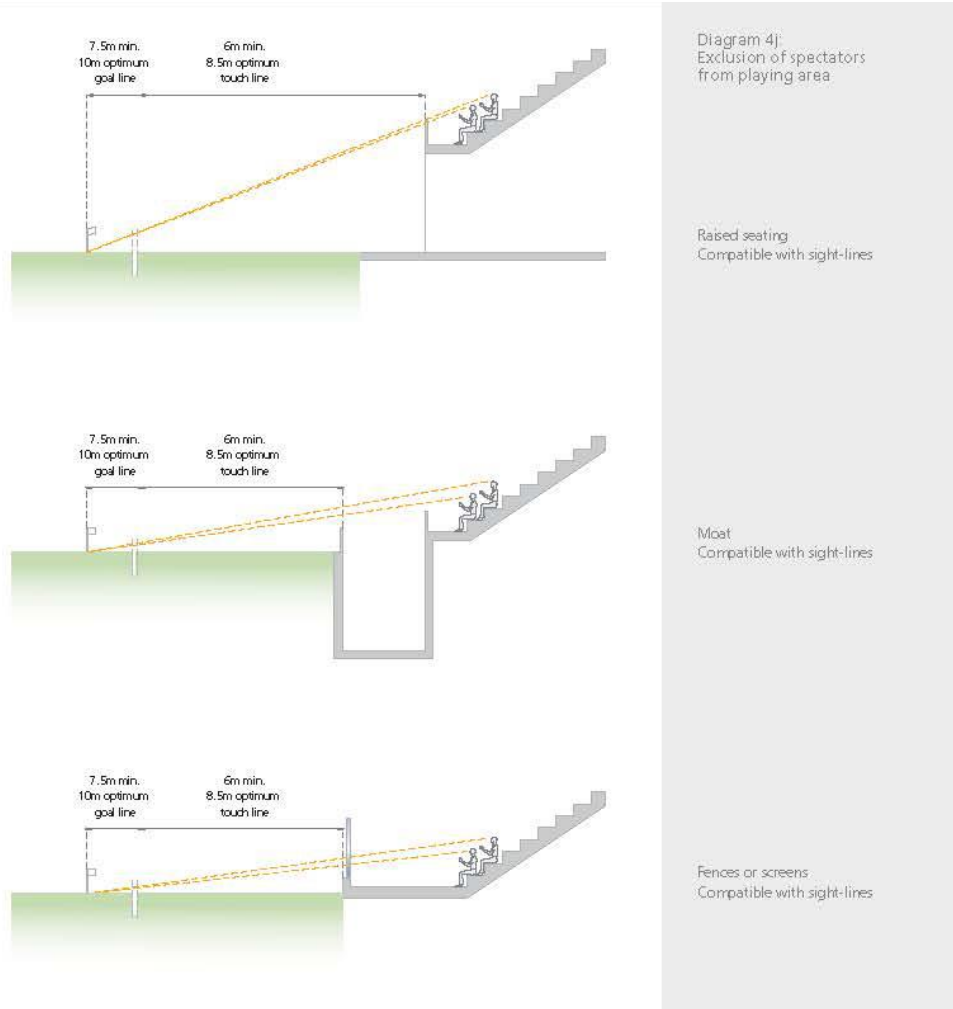 7.5m min.
10m optimum
goal line
6m min.
8.5m optimum
touch line
Diagram 4j:
Exclusion of spectators
from playing area
Raised seating
Compatible with sight-lines
7.5m min.
10m optimum
goal line
6m min.
8.5m optimum
touch line
Moat
Compatible with sight-lines
7.5m min.
10m optimum
goal line
6m min.
8.5m optimum
touch line
Fences or screens
Compatible with sight-lines